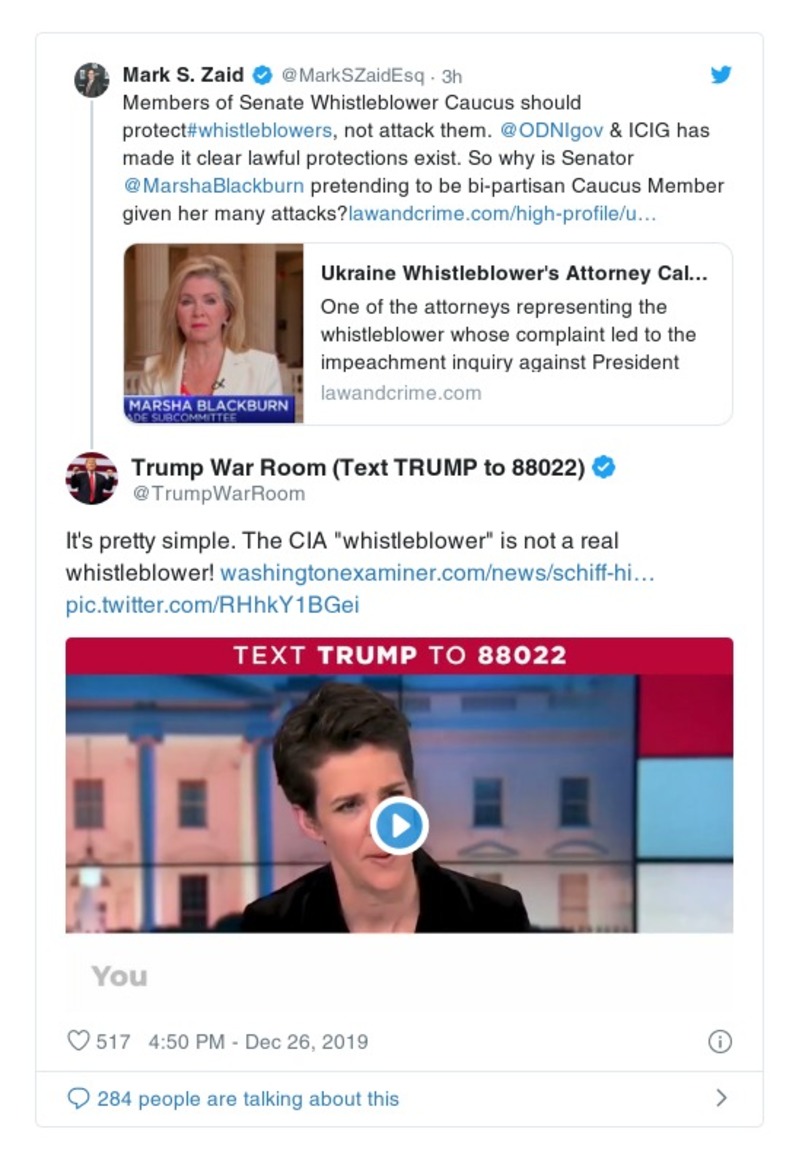 Mark S. Zaid @MarkSZaidEsq · 3h
Members of Senate Whistleblower Caucus should
protect#whistleblowers, not attack them. @ODNIgov & ICIG has
made it clear lawful protections exist. So why is Senator
@MarshaBlackburn pretending to be bi-partisan Caucus Member
given her many attacks?lawandcrime.com/high-profile/u…
Ukraine Whistleblower's Attorney Cal...
One of the attorneys representing the
whistleblower whose complaint led to the
impeachment inquiry against President
lawandcrime.com
MARSHA BLACKBURN
ADE SUBCOMMITTEE
Trump War Room (Text TRUMP to 88022)
@TrumpWarRoom
It's pretty simple. The CIA "whistleblower" is not a real
whistleblower! washingtonexaminer.com/news/schiff-hi…
pic.twitter.com/RHhkY1BGei
TEXT TRUMP TO 88022
You
517 4:50 PM - Dec 26, 2019
284 people are talking about this